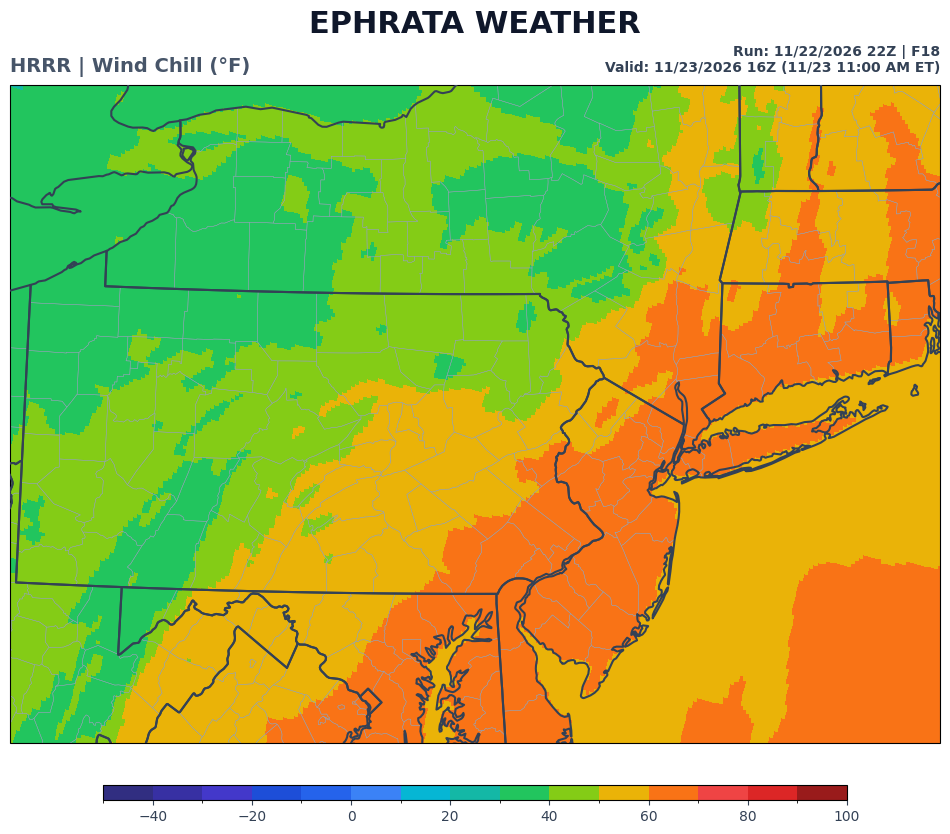 EPHRATA WEATHER
HRRR | Wind Chill (°F)
Run: 11/22/2026 22Z | F18
Valid: 11/23/2026 16Z (11/23 11:00 AM ET)
−40 −20 0 20 40 60 80 100